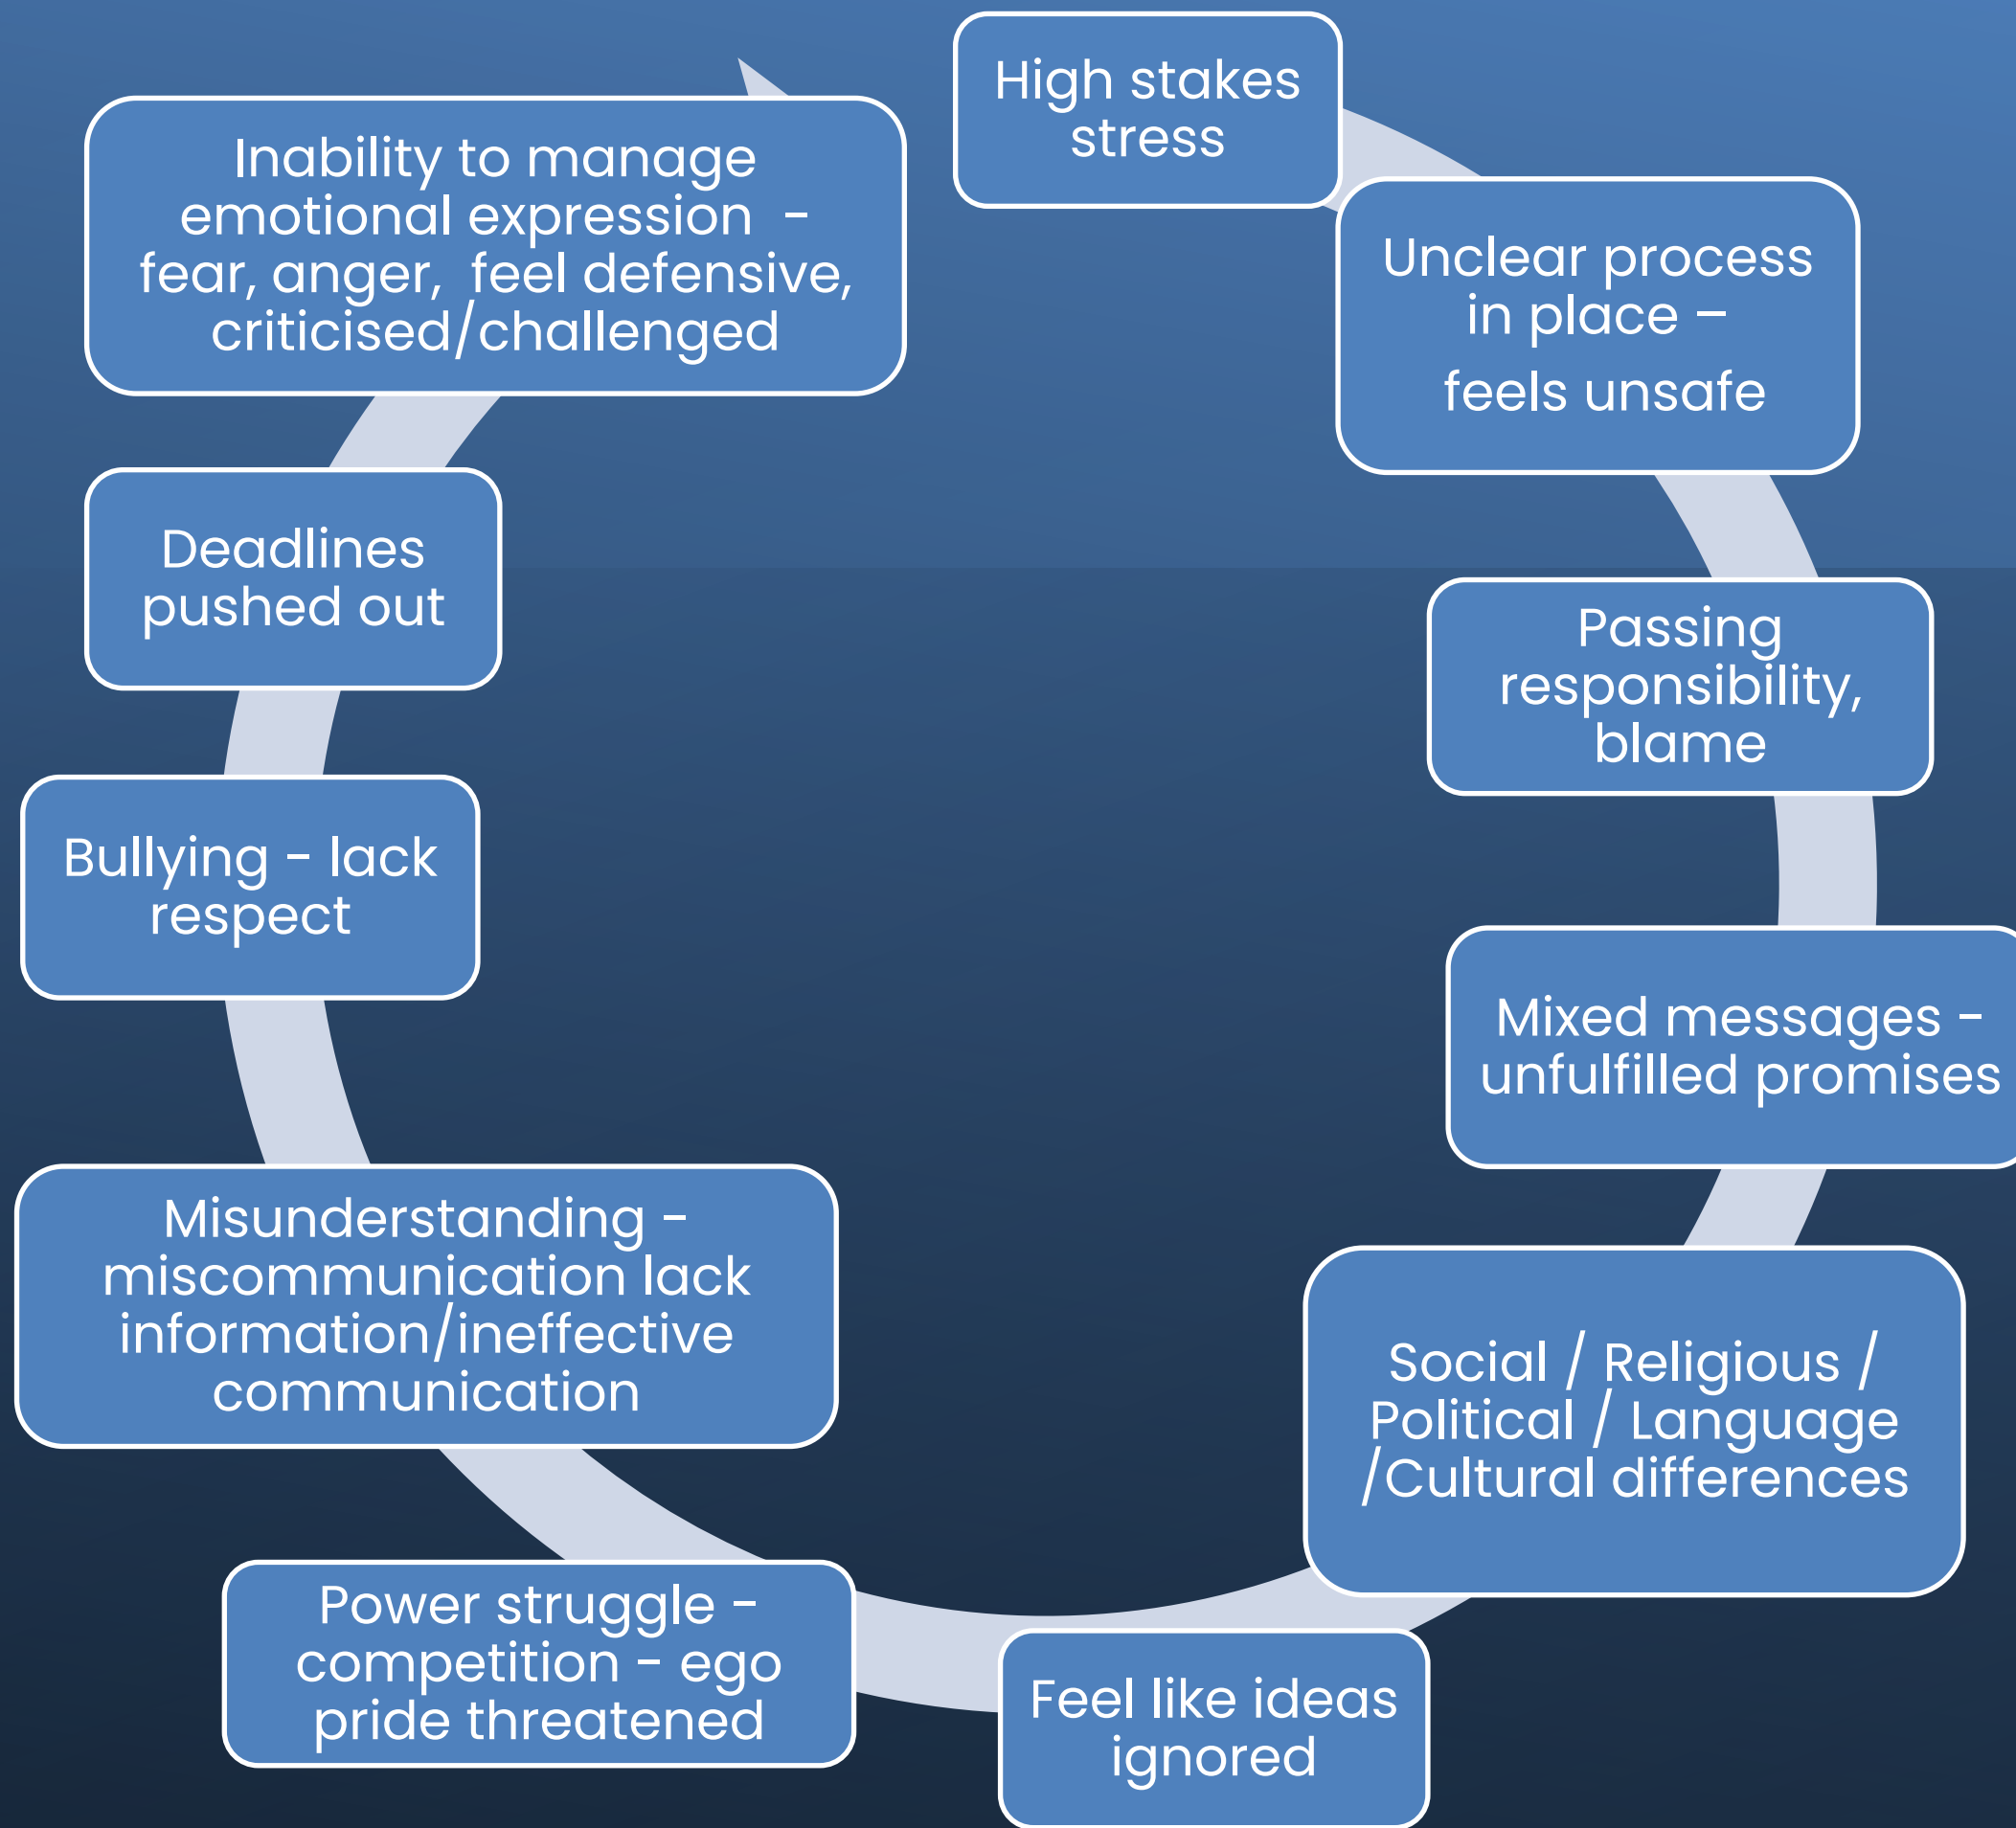 High stakes
stress
Unclear process
in place –
feels unsafe
Passing
responsibility,
blame
Mixed messages -
unfulfilled promises
Social / Religious /
Political / Language
/Cultural differences
Feel like ideas
ignored
Power struggle -
competition - ego
pride threatened
Misunderstanding -
miscommunication lack
information/ineffective
communication
Bullying - lack
respect
Deadlines
pushed out
Inability to manage
emotional expression  -
fear, anger,  feel defensive,
criticised/challenged